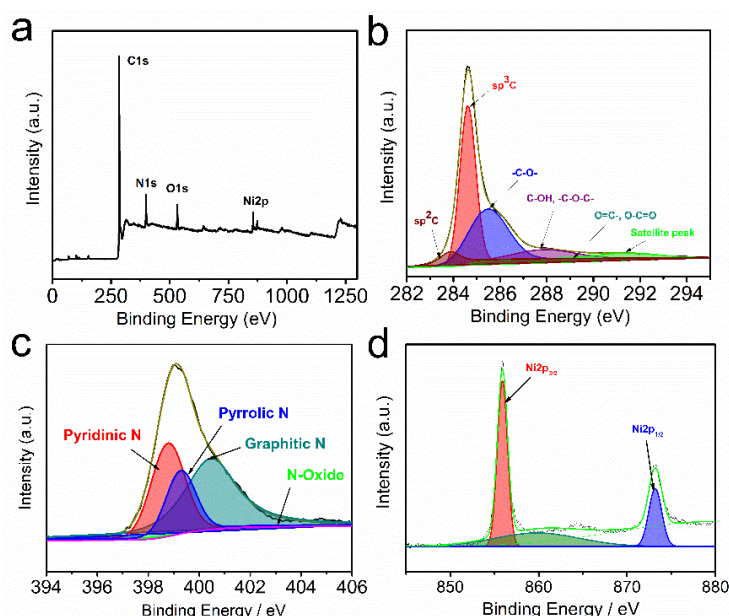 a
C1s
N1s
O1s
Ni2p
Intensity (a.u.)
0 250 500 750 1000 1250
Binding Energy (eV)
b
sp³C
-C-O-
C-OH, -C-O-C-
O=C-, O-C=O
sp²C
Satellite peak
Intensity (a.u.)
282 284 286 288 290 292 294
Binding Energy (eV)
c
Pyridinic N
Pyrrolic N
Graphitic N
N-Oxide
Intensity (a.u.)
394 396 398 400 402 404 406
Binding Energy / eV
d
Ni2p3/2
Ni2p1/2
Intensity (a.u.)
850 860 870 880
Binding Energy / eV